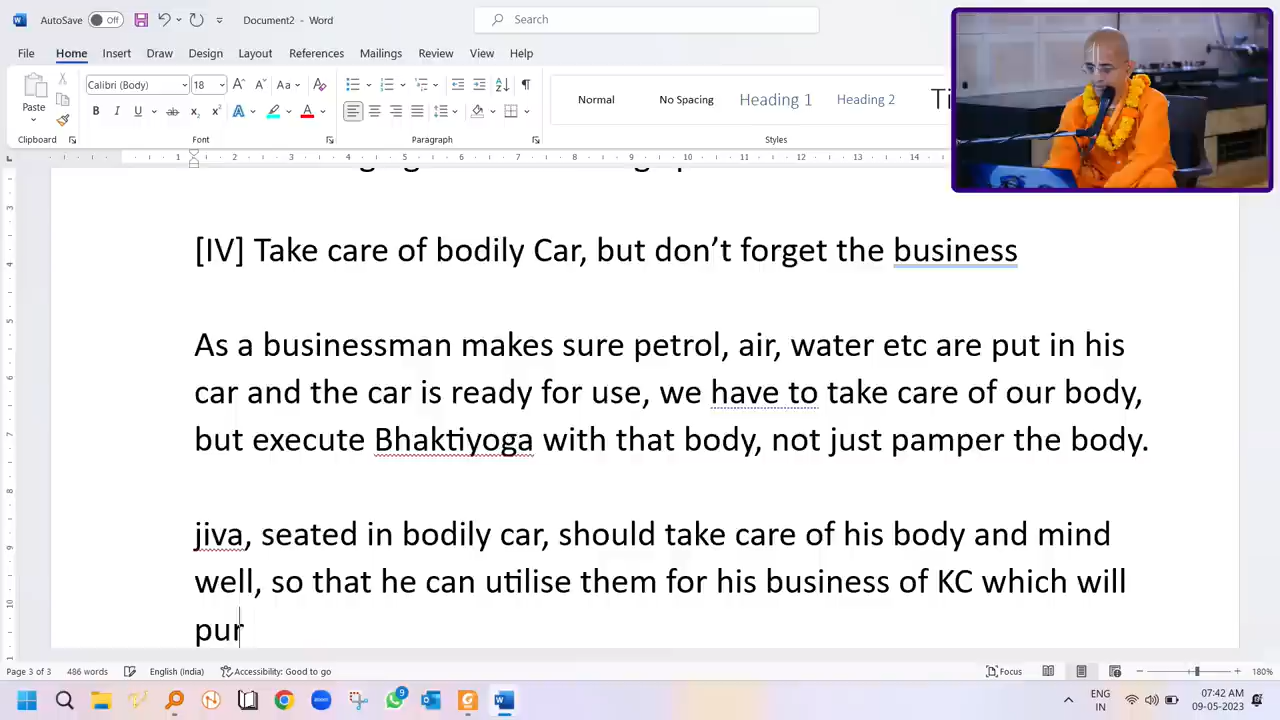 AutoSave Off Document2 - Word Search
File Home Insert Draw Design Layout References Mailings Review View Help
Paste Calibri (Body) 18 Normal No Spacing Heading 1 Heading 2
Clipboard Font Paragraph Styles
[IV] Take care of bodily Car, but don’t forget the business
As a businessman makes sure petrol, air, water etc are put in his
car and the car is ready for use, we have to take care of our body,
but execute Bhaktiyoga with that body, not just pamper the body.
jiva, seated in bodily car, should take care of his body and mind
well, so that he can utilise them for his business of KC which will
pur
Page 3 of 3 486 words English (India) Accessibility: Good to go Focus 180%
ENG
IN
07:42 AM
09-05-2023